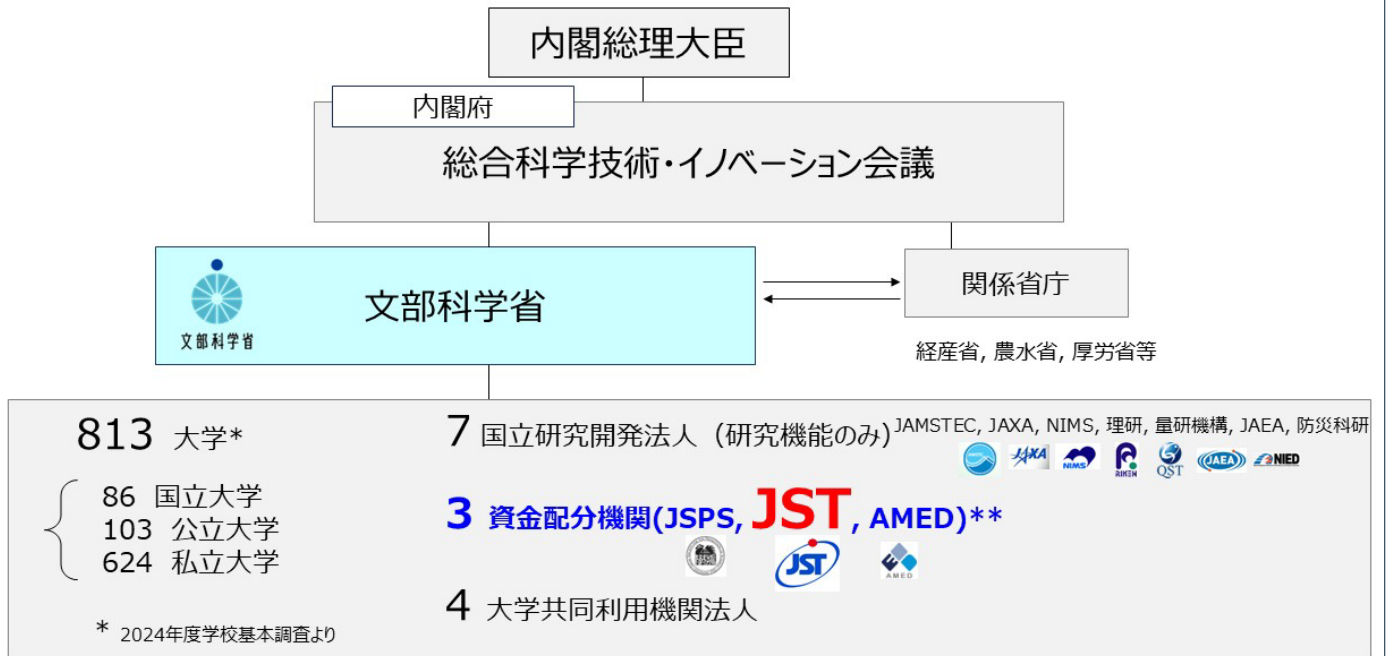 内閣総理大臣
内閣府
総合科学技術・イノベーション会議
文部科学省
文部科学省
関係省庁
経産省, 農水省, 厚労省等
813 大学*
86 国立大学
103 公立大学
624 私立大学
* 2024年度学校基本調査より
7 国立研究開発法人（研究機能のみ）JAMSTEC, JAXA, NIMS, 理研, 量研機構, JAEA, 防災科研
JAXA NIMS RIKEN QST JAEA NIED
3 資金配分機関(JSPS, JST, AMED)**
JST AMED
4 大学共同利用機関法人